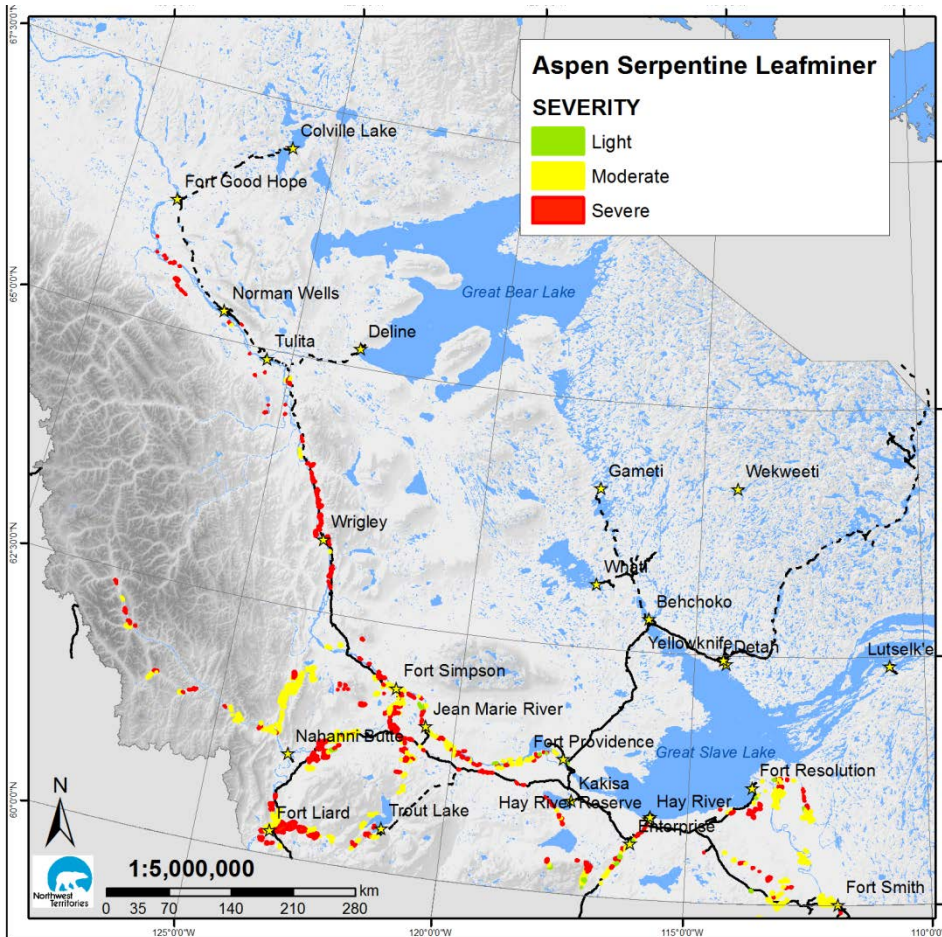 67°30'0"N
65°0'0"N
62°30'0"N
60°0'0"N
Aspen Serpentine Leafminer
SEVERITY
Light
Moderate
Severe
Colville Lake
Fort Good Hope
Great Bear Lake
Norman Wells
Tulita
Deline
Gameti
Wekweeti
Wrigley
Whati
Behchoko
Yellowknife
Detah
Lutselk'e
Fort Simpson
Jean Marie River
Nahanni Butte
Fort Providence
Great Slave Lake
Kakisa
Fort Resolution
Hay River Reserve
Hay River
Fort Liard
Trout Lake
Enterprise
Fort Smith
N
1:5,000,000
km
0 35 70 140 210 280
Northwest
Territories
125°0'0"W
120°0'0"W
115°0'0"W
110°0'0"